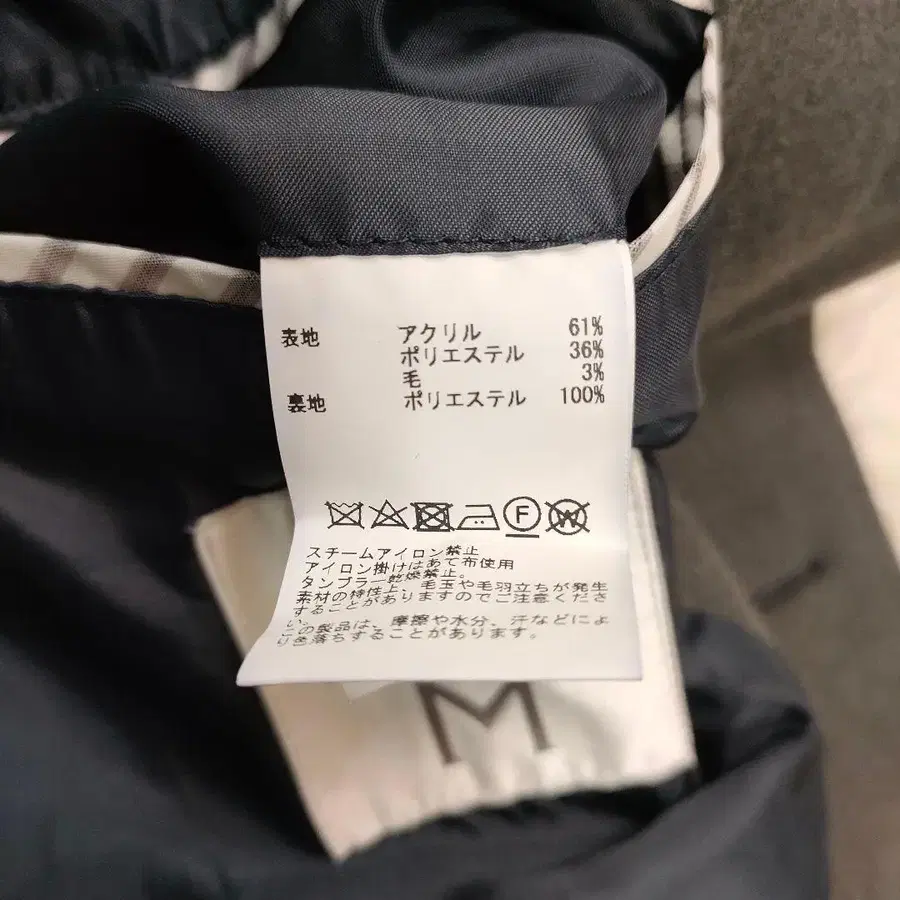 表地 アクリル 61%
ポリエステル 36%
毛 3%
裏地 ポリエステル 100%
F W
スチームアイロン禁止
アイロン掛けはあて布使用
タンブラー乾燥禁止。
素材の特性上、毛玉や毛羽立ちが発生
することがありますのでご注意くださ
い。
この製品は、摩擦や水分、汗などによ
り色落ちすることがあります。
M